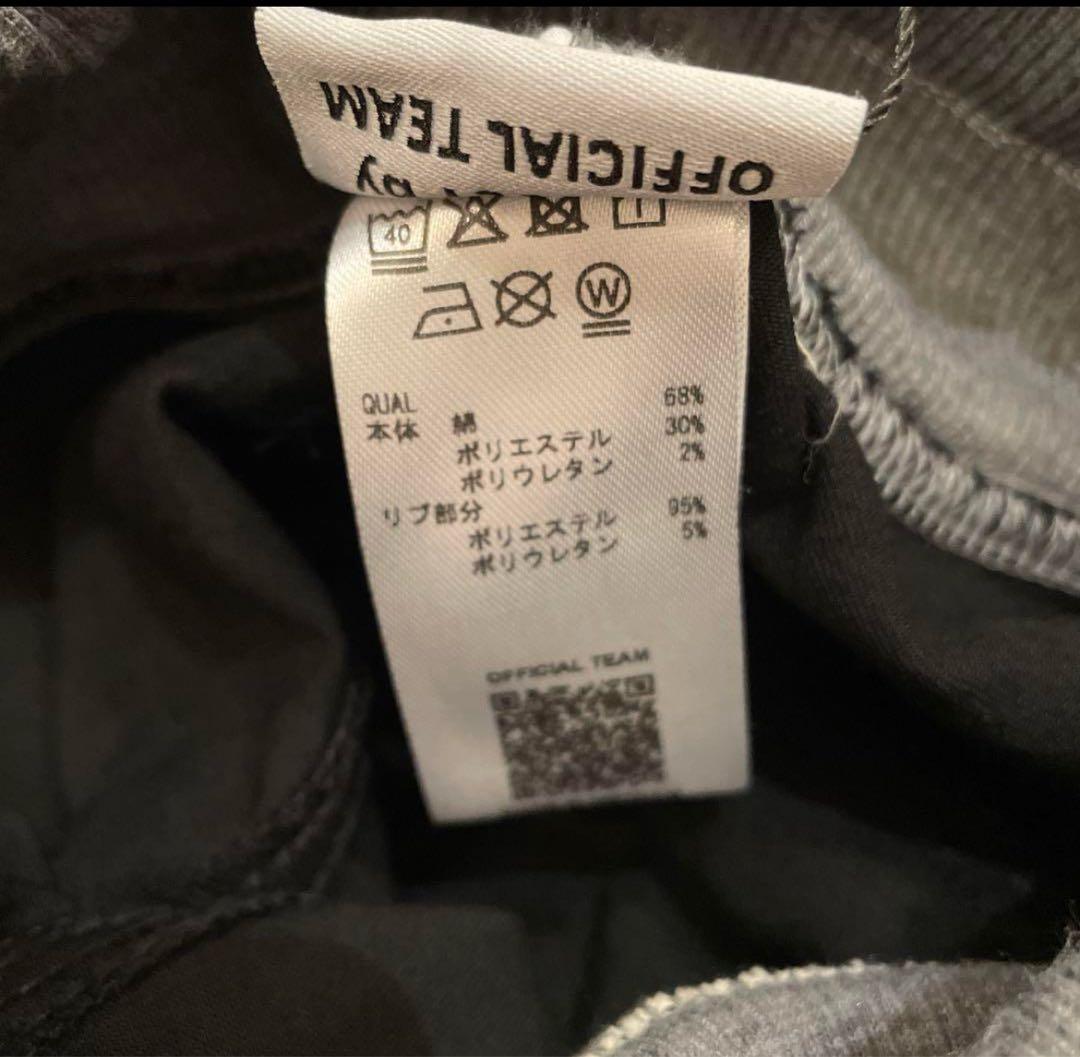 OFFICIAL TEAM
by
40
W
QUAL
本体 綿 68%
ポリエステル 30%
ポリウレタン 2%
リブ部分
ポリエステル 95%
ポリウレタン 5%
OFFICIAL TEAM